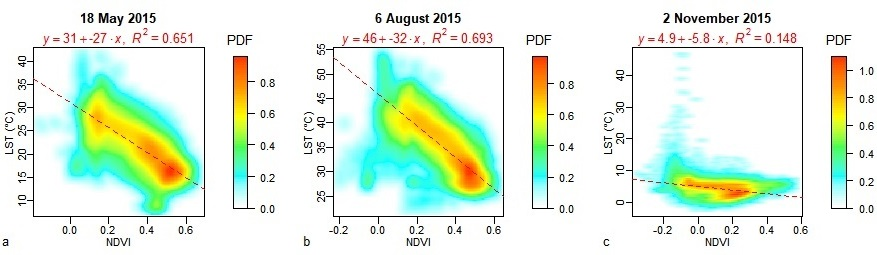 18 May 2015
y = 31+-27·x, R² = 0.651
PDF
LST (°C)
40
35
30
25
20
15
10
0.8
0.6
0.4
0.2
0.0
0.0 0.2 0.4 0.6
NDVI
a
6 August 2015
y = 46+-32·x, R² = 0.693
PDF
LST (°C)
55
50
45
40
35
30
25
0.8
0.6
0.4
0.2
0.0
-0.2 0.0 0.2 0.4 0.6
NDVI
b
2 November 2015
y = 4.9+-5.8·x, R² = 0.148
PDF
LST (°C)
40
30
20
10
0
1.0
0.8
0.6
0.4
0.2
0.0
-0.2 0.0 0.2 0.4 0.6
NDVI
c